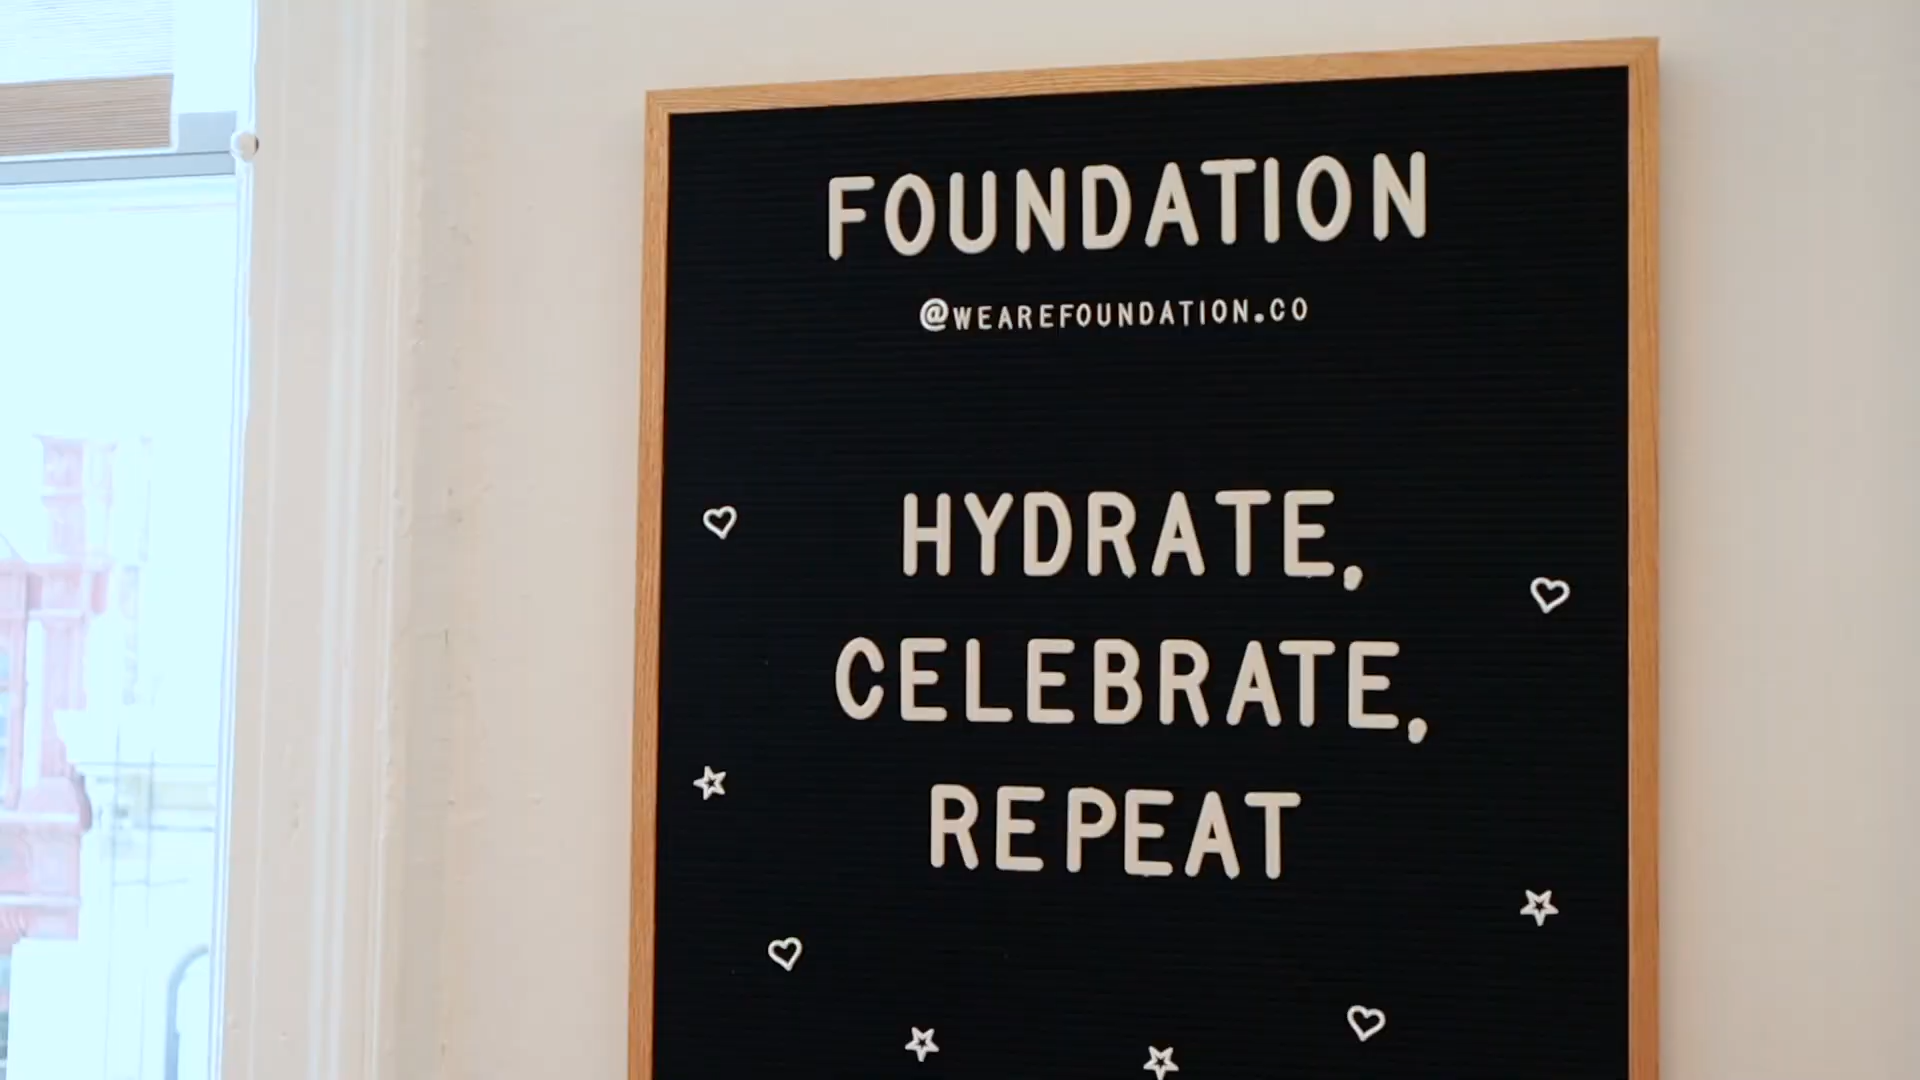 FOUNDATION
@WEAREFOUNDATION.CO
HYDRATE,
CELEBRATE,
REPEAT